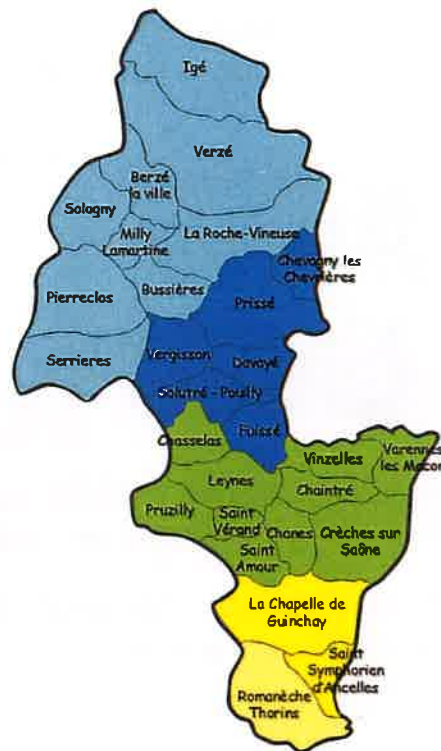 Igé
Verzé
Berzé
la ville
Sologny
Milly
Lamartine
La Roche-Vineuse
Chevagny les
Chevrières
Pierreclos
Bussières
Prissé
Serrieres
Vergisson
Davayé
Solutré - Pouilly
Chasselas
Fuissé
Vinzelles
Varennes
les Macon
Leynes
Chaintré
Pruzilly
Saint
Vérand
Chanes
Crèches sur
Saône
Saint
Amour
La Chapelle de
Guinchay
Saint
Symphorien
d'Ancelles
Romanèche
Thorins